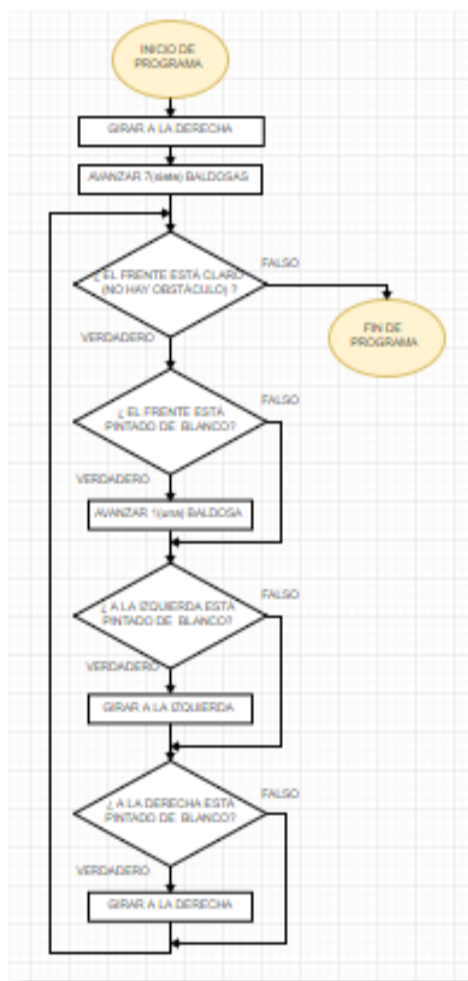 INICIO DE
PROGRAMA
GIRAR A LA DERECHA
AVANZAR 7(siete) BALDOSAS
¿ EL FRENTE ESTÁ CLARO
(NO HAY OBSTÁCULO) ?
FALSO
FIN DE
PROGRAMA
VERDADERO
¿ EL FRENTE ESTÁ
PINTADO DE BLANCO?
FALSO
VERDADERO
AVANZAR 1(una) BALDOSA
¿ A LA IZQUIERDA ESTÁ
PINTADO DE BLANCO?
FALSO
VERDADERO
GIRAR A LA IZQUIERDA
¿ A LA DERECHA ESTÁ
PINTADO DE BLANCO?
FALSO
VERDADERO
GIRAR A LA DERECHA